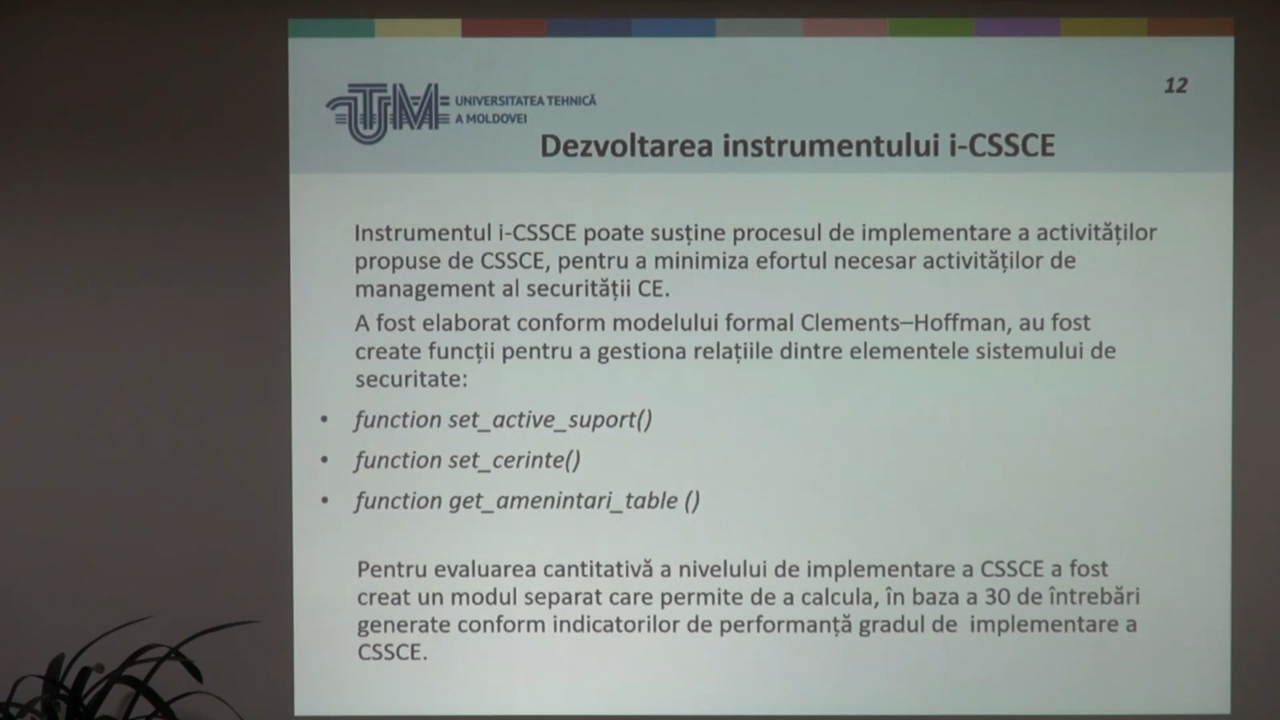 UTM
UNIVERSITATEA TEHNICĂ
A MOLDOVEI
12
Dezvoltarea instrumentului i-CSSCE
Instrumentul i-CSSCE poate susține procesul de implementare a activităților
propuse de CSSCE, pentru a minimiza efortul necesar activităților de
management al securității CE.
A fost elaborat conform modelului formal Clements–Hoffman, au fost
create funcții pentru a gestiona relațiile dintre elementele sistemului de
securitate:
• function set_active_suport()
• function set_cerinte()
• function get_amenintari_table ()
Pentru evaluarea cantitativă a nivelului de implementare a CSSCE a fost
creat un modul separat care permite de a calcula, în baza a 30 de întrebări
generate conform indicatorilor de performanță gradul de  implementare a
CSSCE.